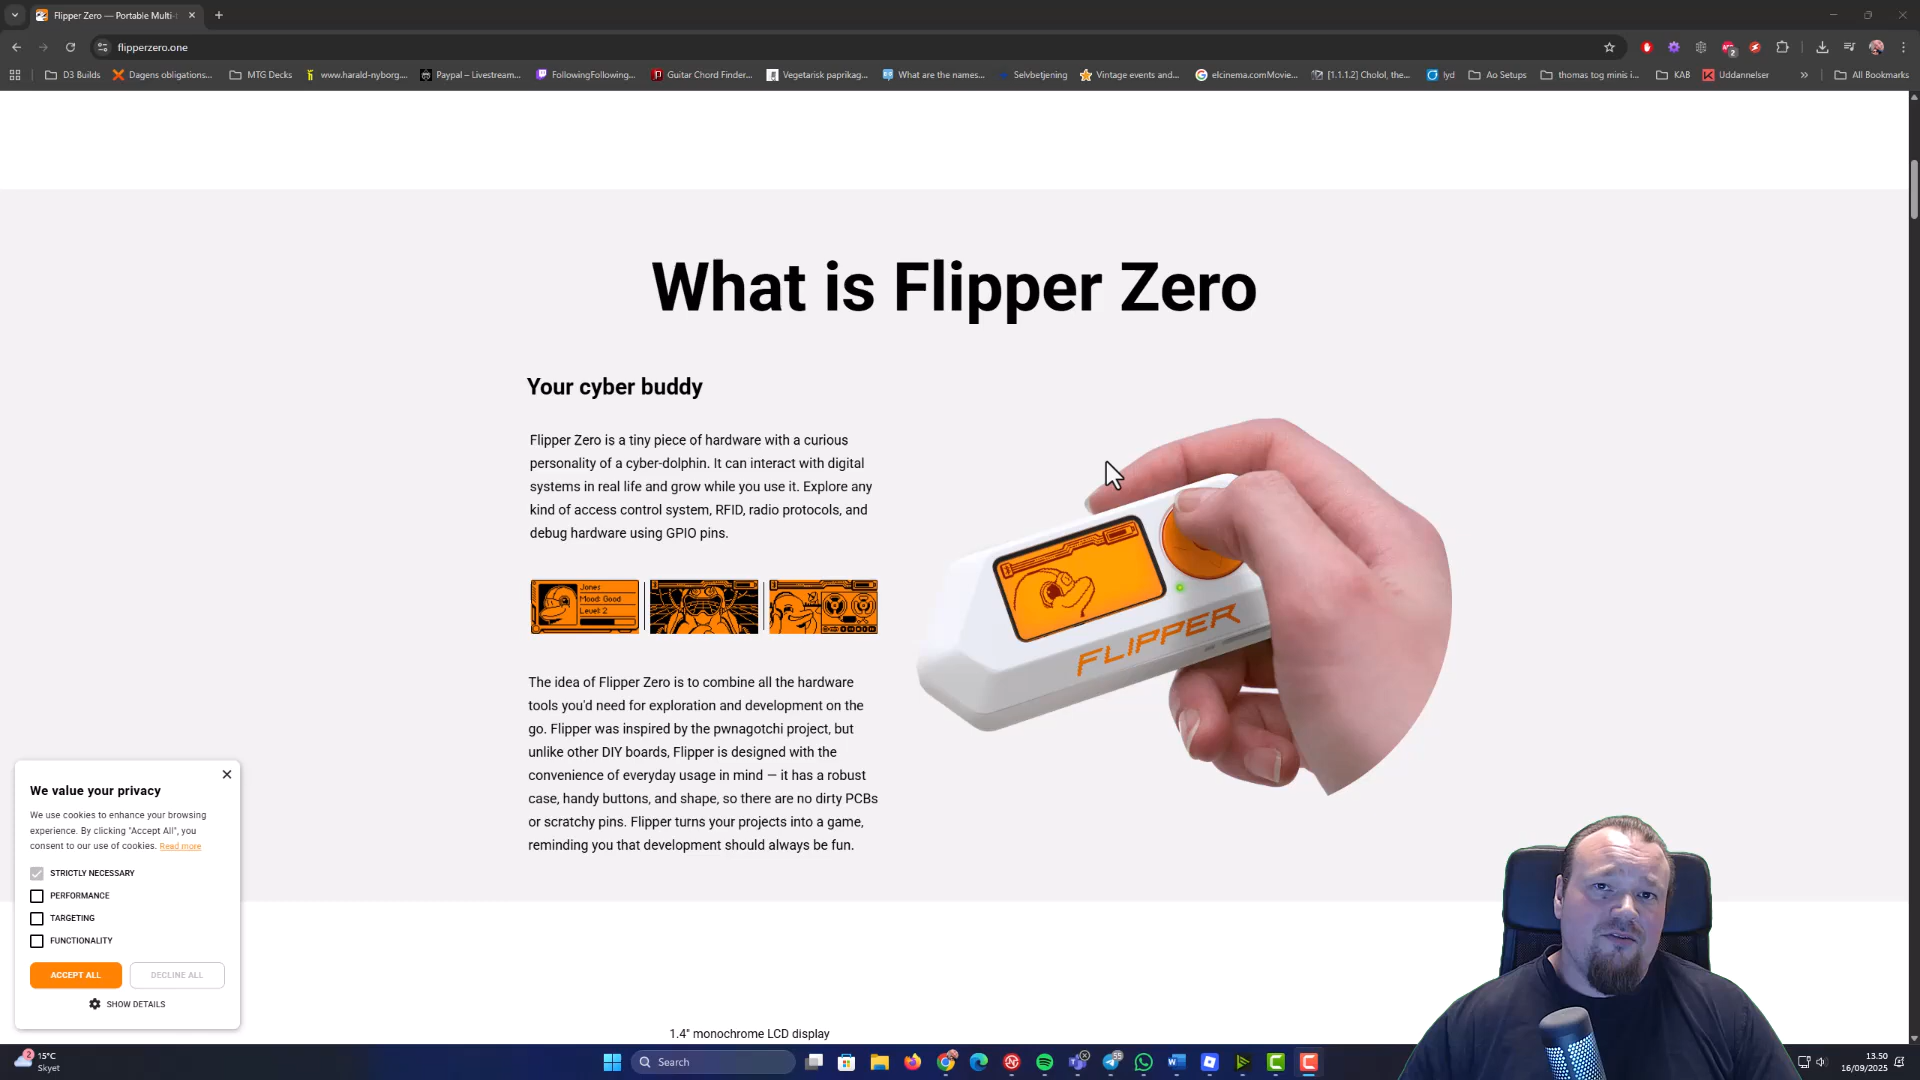 Flipper Zero — Portable Multi-
flipperzero.one
D3 Builds
Dagens obligations...
MTG Decks
www.harald-nyborg....
Paypal – Livestream...
FollowingFollowing...
Guitar Chord Finder...
Vegetarisk paprikag...
What are the names...
Selvbetjening
Vintage events and...
elcinema.comMovie...
[1.1.1.2] Cholol, the...
lyd
Ao Setups
thomas tog minis i...
KAB
Uddannelser
»
All Bookmarks
What is Flipper Zero
Your cyber buddy
Flipper Zero is a tiny piece of hardware with a curious
personality of a cyber-dolphin. It can interact with digital
systems in real life and grow while you use it. Explore any
kind of access control system, RFID, radio protocols, and
debug hardware using GPIO pins.
Jones
Mood: Good
Level: 2
FLIPPER
The idea of Flipper Zero is to combine all the hardware
tools you'd need for exploration and development on the
go. Flipper was inspired by the pwnagotchi project, but
unlike other DIY boards, Flipper is designed with the
convenience of everyday usage in mind — it has a robust
case, handy buttons, and shape, so there are no dirty PCBs
or scratchy pins. Flipper turns your projects into a game,
reminding you that development should always be fun.
We value your privacy
We use cookies to enhance your browsing
experience. By clicking "Accept All", you
consent to our use of cookies. Read more
STRICTLY NECESSARY
PERFORMANCE
TARGETING
FUNCTIONALITY
ACCEPT ALL
DECLINE ALL
SHOW DETAILS
1.4" monochrome LCD display
2
15°C
Skyet
Search
55
13.50
16/09/2025